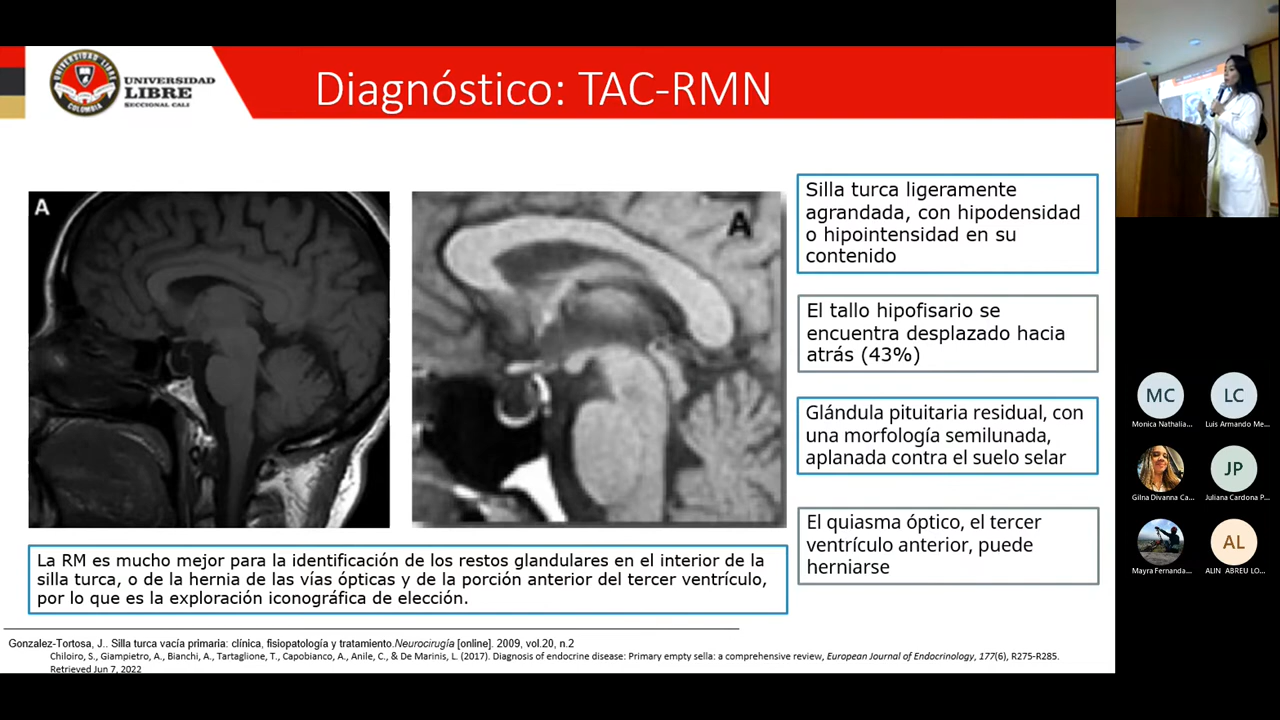 UNIVERSIDAD LIBRE
COLOMBIA
UNIVERSIDAD
LIBRE
SECCIONAL CALI
Diagnóstico: TAC-RMN
A
A
Silla turca ligeramente
agrandada, con hipodensidad
o hipointensidad en su
contenido
El tallo hipofisario se
encuentra desplazado hacia
atrás (43%)
Glándula pituitaria residual, con
una morfología semilunada,
aplanada contra el suelo selar
El quiasma óptico, el tercer
ventrículo anterior, puede
herniarse
La RM es mucho mejor para la identificación de los restos glandulares en el interior de la
silla turca, o de la hernia de las vías ópticas y de la porción anterior del tercer ventrículo,
por lo que es la exploración iconográfica de elección.
Gonzalez-Tortosa, J.. Silla turca vacía primaria: clínica, fisiopatología y tratamiento.Neurocirugía [online]. 2009, vol.20, n.2
Chiloiro, S., Giampietro, A., Bianchi, A., Tartaglione, T., Capobianco, A., Anile, C., & De Marinis, L. (2017). Diagnosis of endocrine disease: Primary empty sella: a comprehensive review, European Journal of Endocrinology, 177(6), R275-R285.
Retrieved Jun 7, 2022
MC
Monica Nathalia...
LC
Luis Armando Me...
Gilna Divanna Ca...
JP
Juliana Cardona P...
Mayra Fernanda...
AL
ALIN ABREU LO...